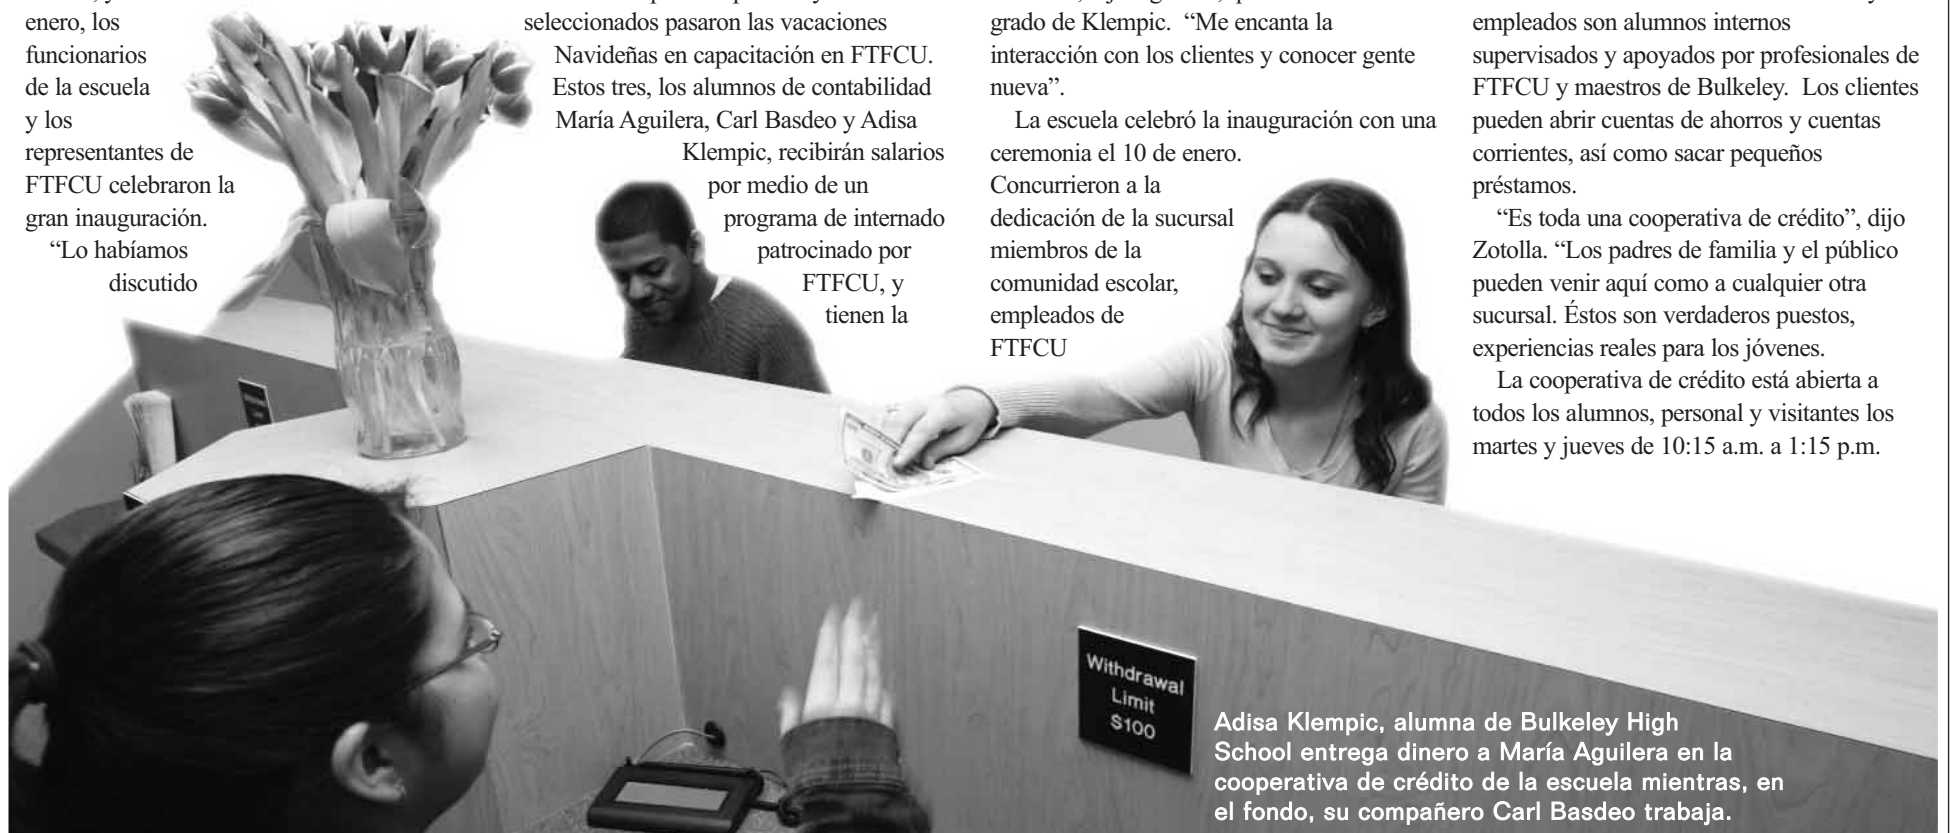 enero, los
funcionarios
de la escuela
y los
representantes de
FTFCU celebraron la
gran inauguración.
“Lo habíamos
discutido
seleccionados pasaron las vacaciones
Navideñas en capacitación en FTFCU.
Estos tres, los alumnos de contabilidad
María Aguilera, Carl Basdeo y Adisa
Klempic, recibirán salarios
por medio de un
programa de internado
patrocinado por
FTFCU, y
tienen la
grado de Klempic. “Me encanta la
interacción con los clientes y conocer gente
nueva”.
La escuela celebró la inauguración con una
ceremonia el 10 de enero.
Concurrieron a la
dedicación de la sucursal
miembros de la
comunidad escolar,
empleados de
FTFCU
empleados son alumnos internos
supervisados y apoyados por profesionales de
FTFCU y maestros de Bulkeley. Los clientes
pueden abrir cuentas de ahorros y cuentas
corrientes, así como sacar pequeños
préstamos.
“Es toda una cooperativa de crédito”, dijo
Zotolla. “Los padres de familia y el público
pueden venir aquí como a cualquier otra
sucursal. Éstos son verdaderos puestos,
experiencias reales para los jóvenes.
La cooperativa de crédito está abierta a
todos los alumnos, personal y visitantes los
martes y jueves de 10:15 a.m. a 1:15 p.m.
Withdrawal
Limit
$100
Adisa Klempic, alumna de Bulkeley High
School entrega dinero a María Aguilera en la
cooperativa de crédito de la escuela mientras, en
el fondo, su compañero Carl Basdeo trabaja.